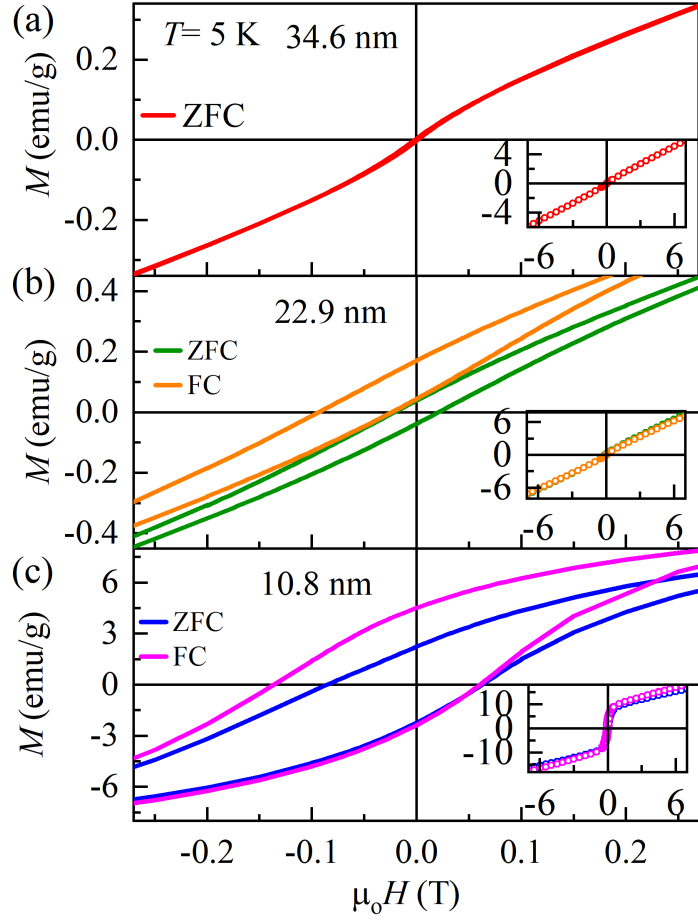 (a)
T= 5 K
34.6 nm
ZFC
M (emu/g)
0.2
0.0
-0.2
4
0
-4
-6 0 6
(b)
22.9 nm
ZFC
FC
M (emu/g)
0.4
0.2
0.0
-0.2
-0.4
6
0
-6
-6 0 6
(c)
10.8 nm
ZFC
FC
M (emu/g)
6
3
0
-3
-6
10
0
-10
-6 0 6
-0.2 -0.1 0.0 0.1 0.2
μₒH (T)